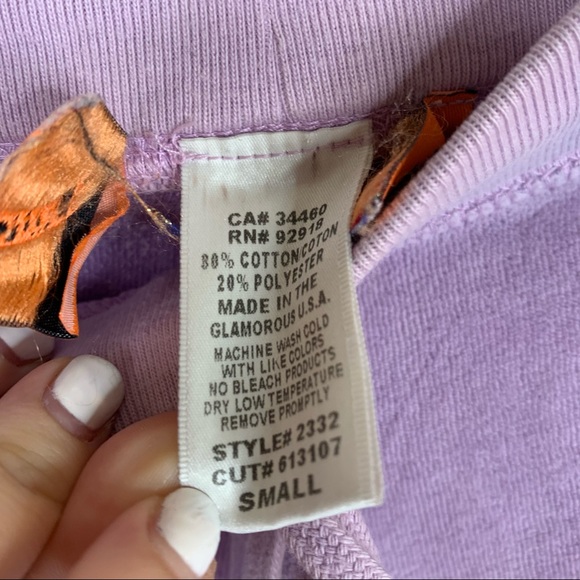 CA# 34460
RN# 92918
80% COTTON COTON
20% POLYESTER
MADE IN THE
GLAMOROUS U.S.A.
MACHINE WASH COLD
WITH LIKE COLORS
NO BLEACH PRODUCTS
DRY LOW TEMPERATURE
REMOVE PROMPTLY
STYLE# 2332
CUT# 613107
SMALL